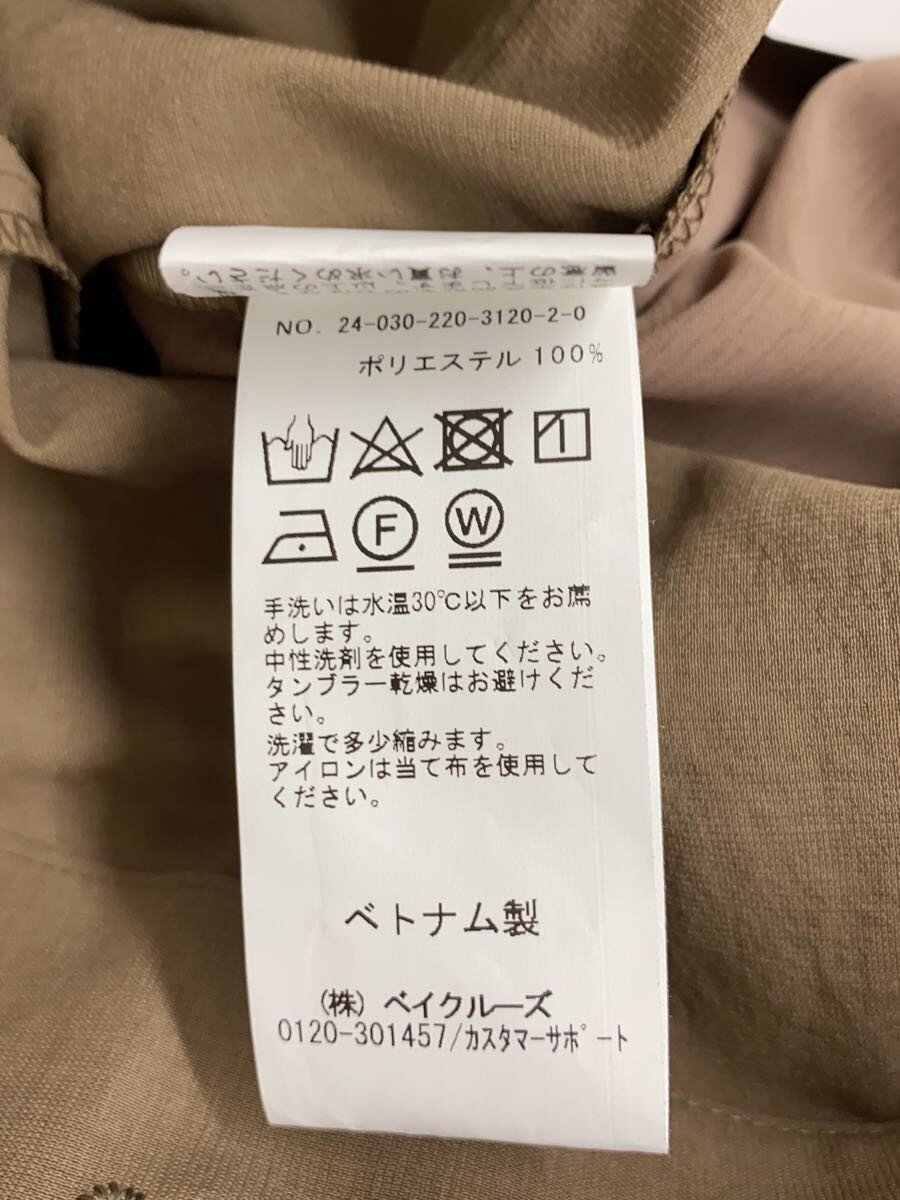 NO. 24-030-220-3120-2-0
ポリエステル 100%
F
W
手洗いは水温30℃以下をお薦
めします。
中性洗剤を使用してください。
タンブラー乾燥はお避けくだ
さい。
洗濯で多少縮みます。
アイロンは当て布を使用して
ください。
ベトナム製
(株) ベイクルーズ
0120-301457/カスタマーサポート